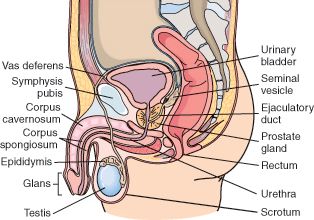 Vas deferens
Symphysis
pubis
Corpus
cavernosum
Corpus
spongiosum
Epididymis
Glans
Testis
Urinary
bladder
Seminal
vesicle
Ejaculatory
duct
Prostate
gland
Rectum
Urethra
Scrotum